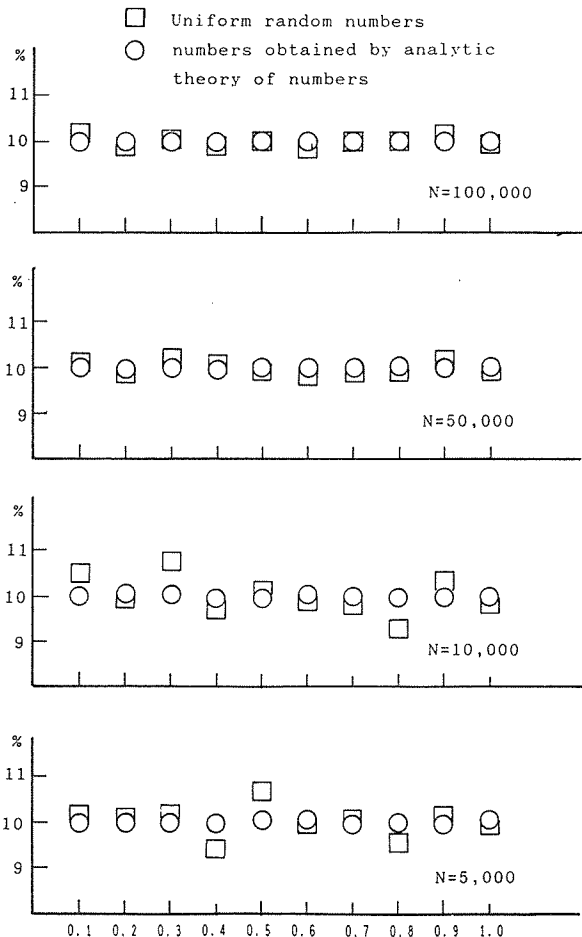 Uniform random numbers
numbers obtained by analytic
theory of numbers
%
11
10
9
N=100,000
%
11
10
9
N=50,000
%
11
10
9
N=10,000
%
11
10
9
N=5,000
0.1 0.2 0.3 0.4 0.5 0.6 0.7 0.8 0.9 1.0